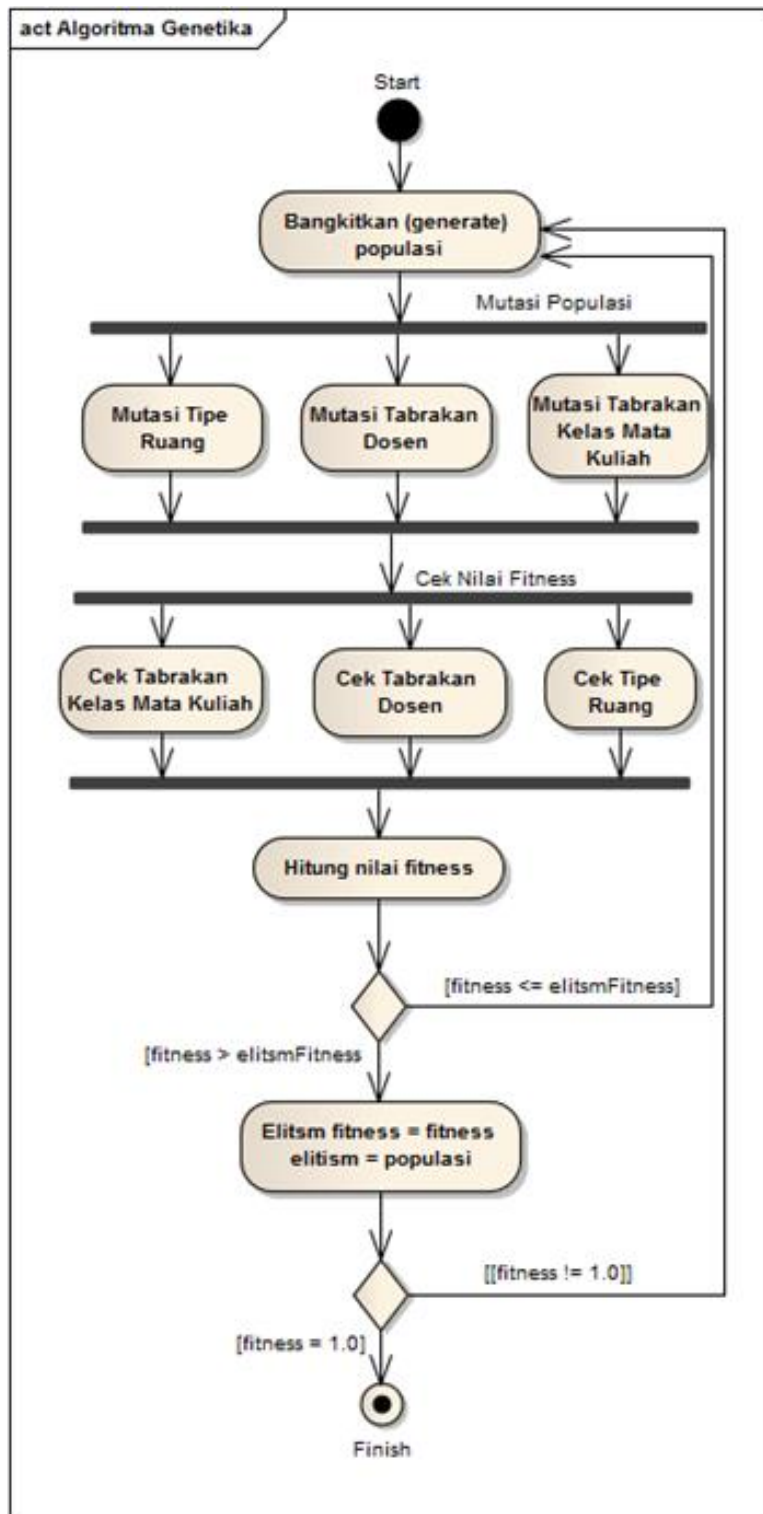 act Algoritma Genetika
Start
Bangkitkan (generate)
populasi
Mutasi Populasi
Mutasi Tipe
Ruang
Mutasi Tabrakan
Dosen
Mutasi Tabrakan
Kelas Mata
Kuliah
Cek Nilai Fitness
Cek Tabrakan
Kelas Mata Kuliah
Cek Tabrakan
Dosen
Cek Tipe
Ruang
Hitung nilai fitness
[fitness <= elitsmFitness]
[fitness > elitsmFitness
Elitsm fitness = fitness
elitism = populasi
[[fitness != 1.0]]
[fitness = 1.0]
Finish